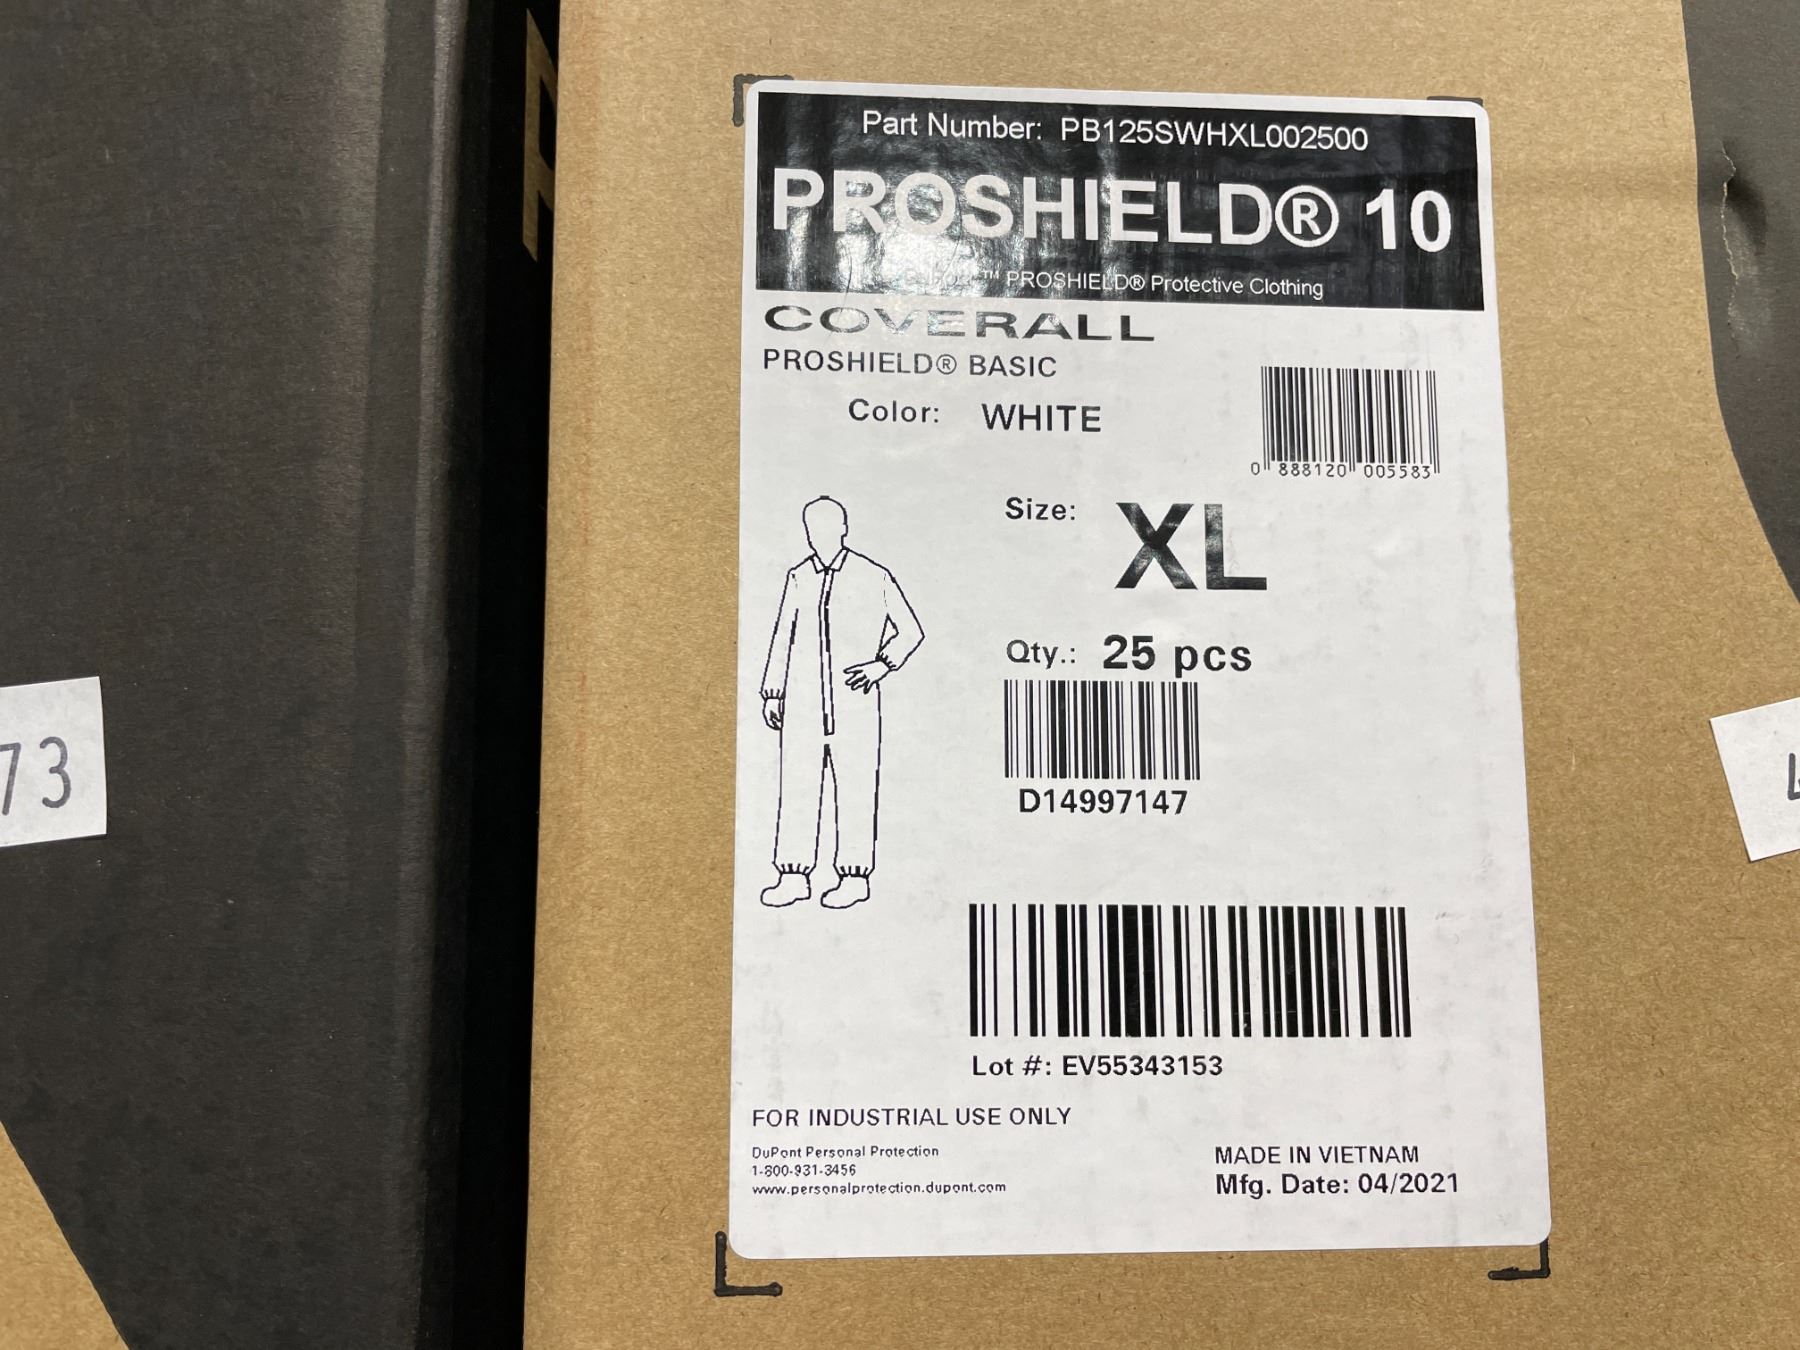 Part Number: PB125SWHXL002500
PROSHIELD® 10
™ PROSHIELD® Protective Clothing
COVERALL
PROSHIELD® BASIC
Color: WHITE
0 888120 005583
Size: XL
Qty.: 25 pcs
D14997147
Lot #: EV55343153
FOR INDUSTRIAL USE ONLY
DuPont Personal Protection
1-800-931-3456
www.personalprotection.dupont.com
MADE IN VIETNAM
Mfg. Date: 04/2021
73